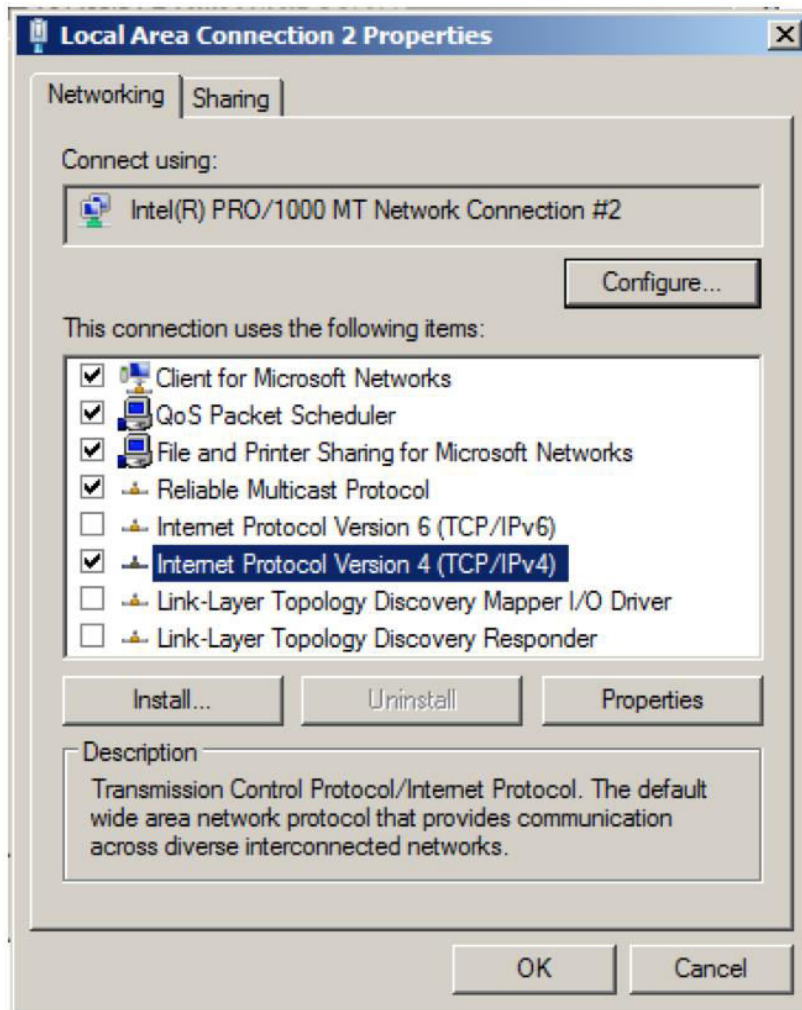 Local Area Connection 2 Properties
Networking
Sharing
Connect using:
Intel(R) PRO/1000 MT Network Connection #2
Configure...
This connection uses the following items:
Client for Microsoft Networks
QoS Packet Scheduler
File and Printer Sharing for Microsoft Networks
Reliable Multicast Protocol
Internet Protocol Version 6 (TCP/IPv6)
Internet Protocol Version 4 (TCP/IPv4)
Link-Layer Topology Discovery Mapper I/O Driver
Link-Layer Topology Discovery Responder
Install...
Uninstall
Properties
Description
Transmission Control Protocol/Internet Protocol. The default
wide area network protocol that provides communication
across diverse interconnected networks.
OK
Cancel